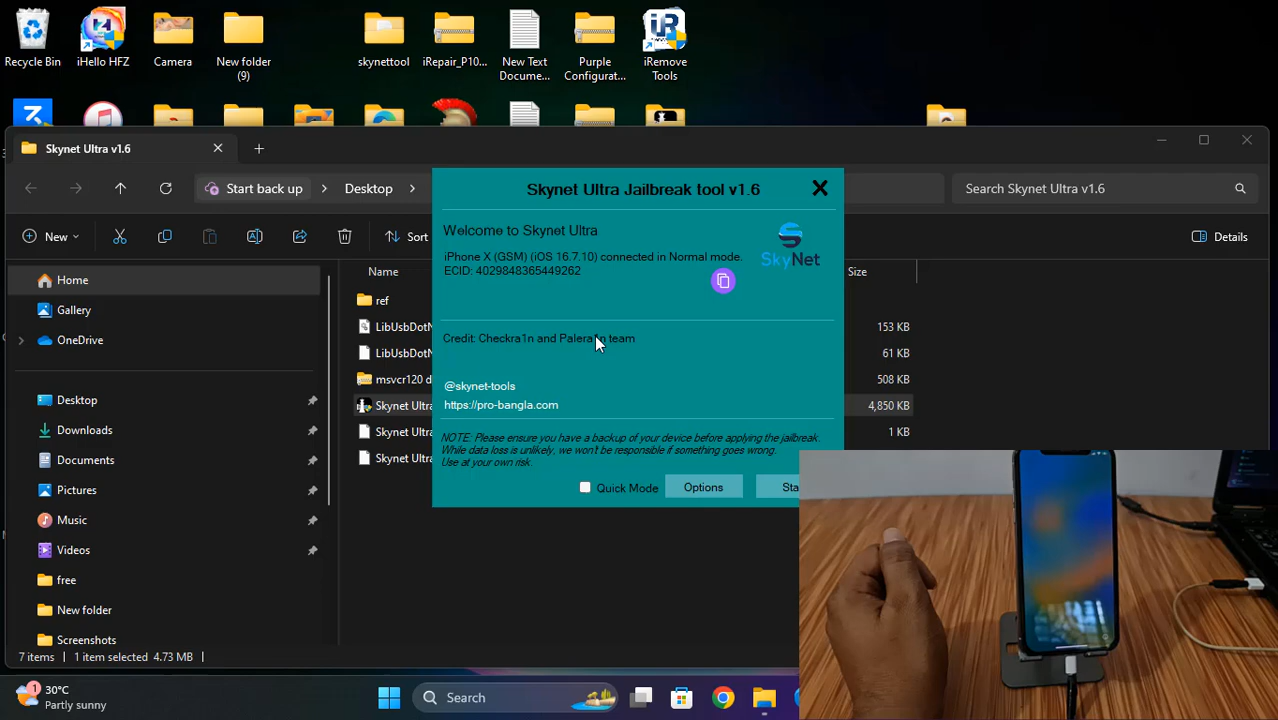 Recycle Bin
iHello HFZ
Camera
New folder
(9)
skynettool
iRepair_P10...
New Text
Docume...
Purple
Configurat...
iRemove
Tools
Skynet Ultra v1.6
Start back up
Desktop
Search Skynet Ultra v1.6
New
Sort
Details
Home
Gallery
OneDrive
Desktop
Downloads
Documents
Pictures
Music
Videos
free
New folder
Screenshots
Name
Size
ref
LibUsbDotN
153 KB
LibUsbDotN
61 KB
msvcr120 d
508 KB
Skynet Ultra
4,850 KB
Skynet Ultra
1 KB
Skynet Ultra
Skynet Ultra Jailbreak tool v1.6
Welcome to Skynet Ultra
iPhone X (GSM) (iOS 16.7.10) connected in Normal mode.
ECID: 4029848365449262
SkyNet
Credit: Checkra1n and Palera1n team
@skynet-tools
https://pro-bangla.com
NOTE: Please ensure you have a backup of your device before applying the jailbreak.
While data loss is unlikely, we won't be responsible if something goes wrong.
Use at your own risk.
Quick Mode
Options
Sta
7 items
1 item selected 4.73 MB
1
30°C
Partly sunny
Search